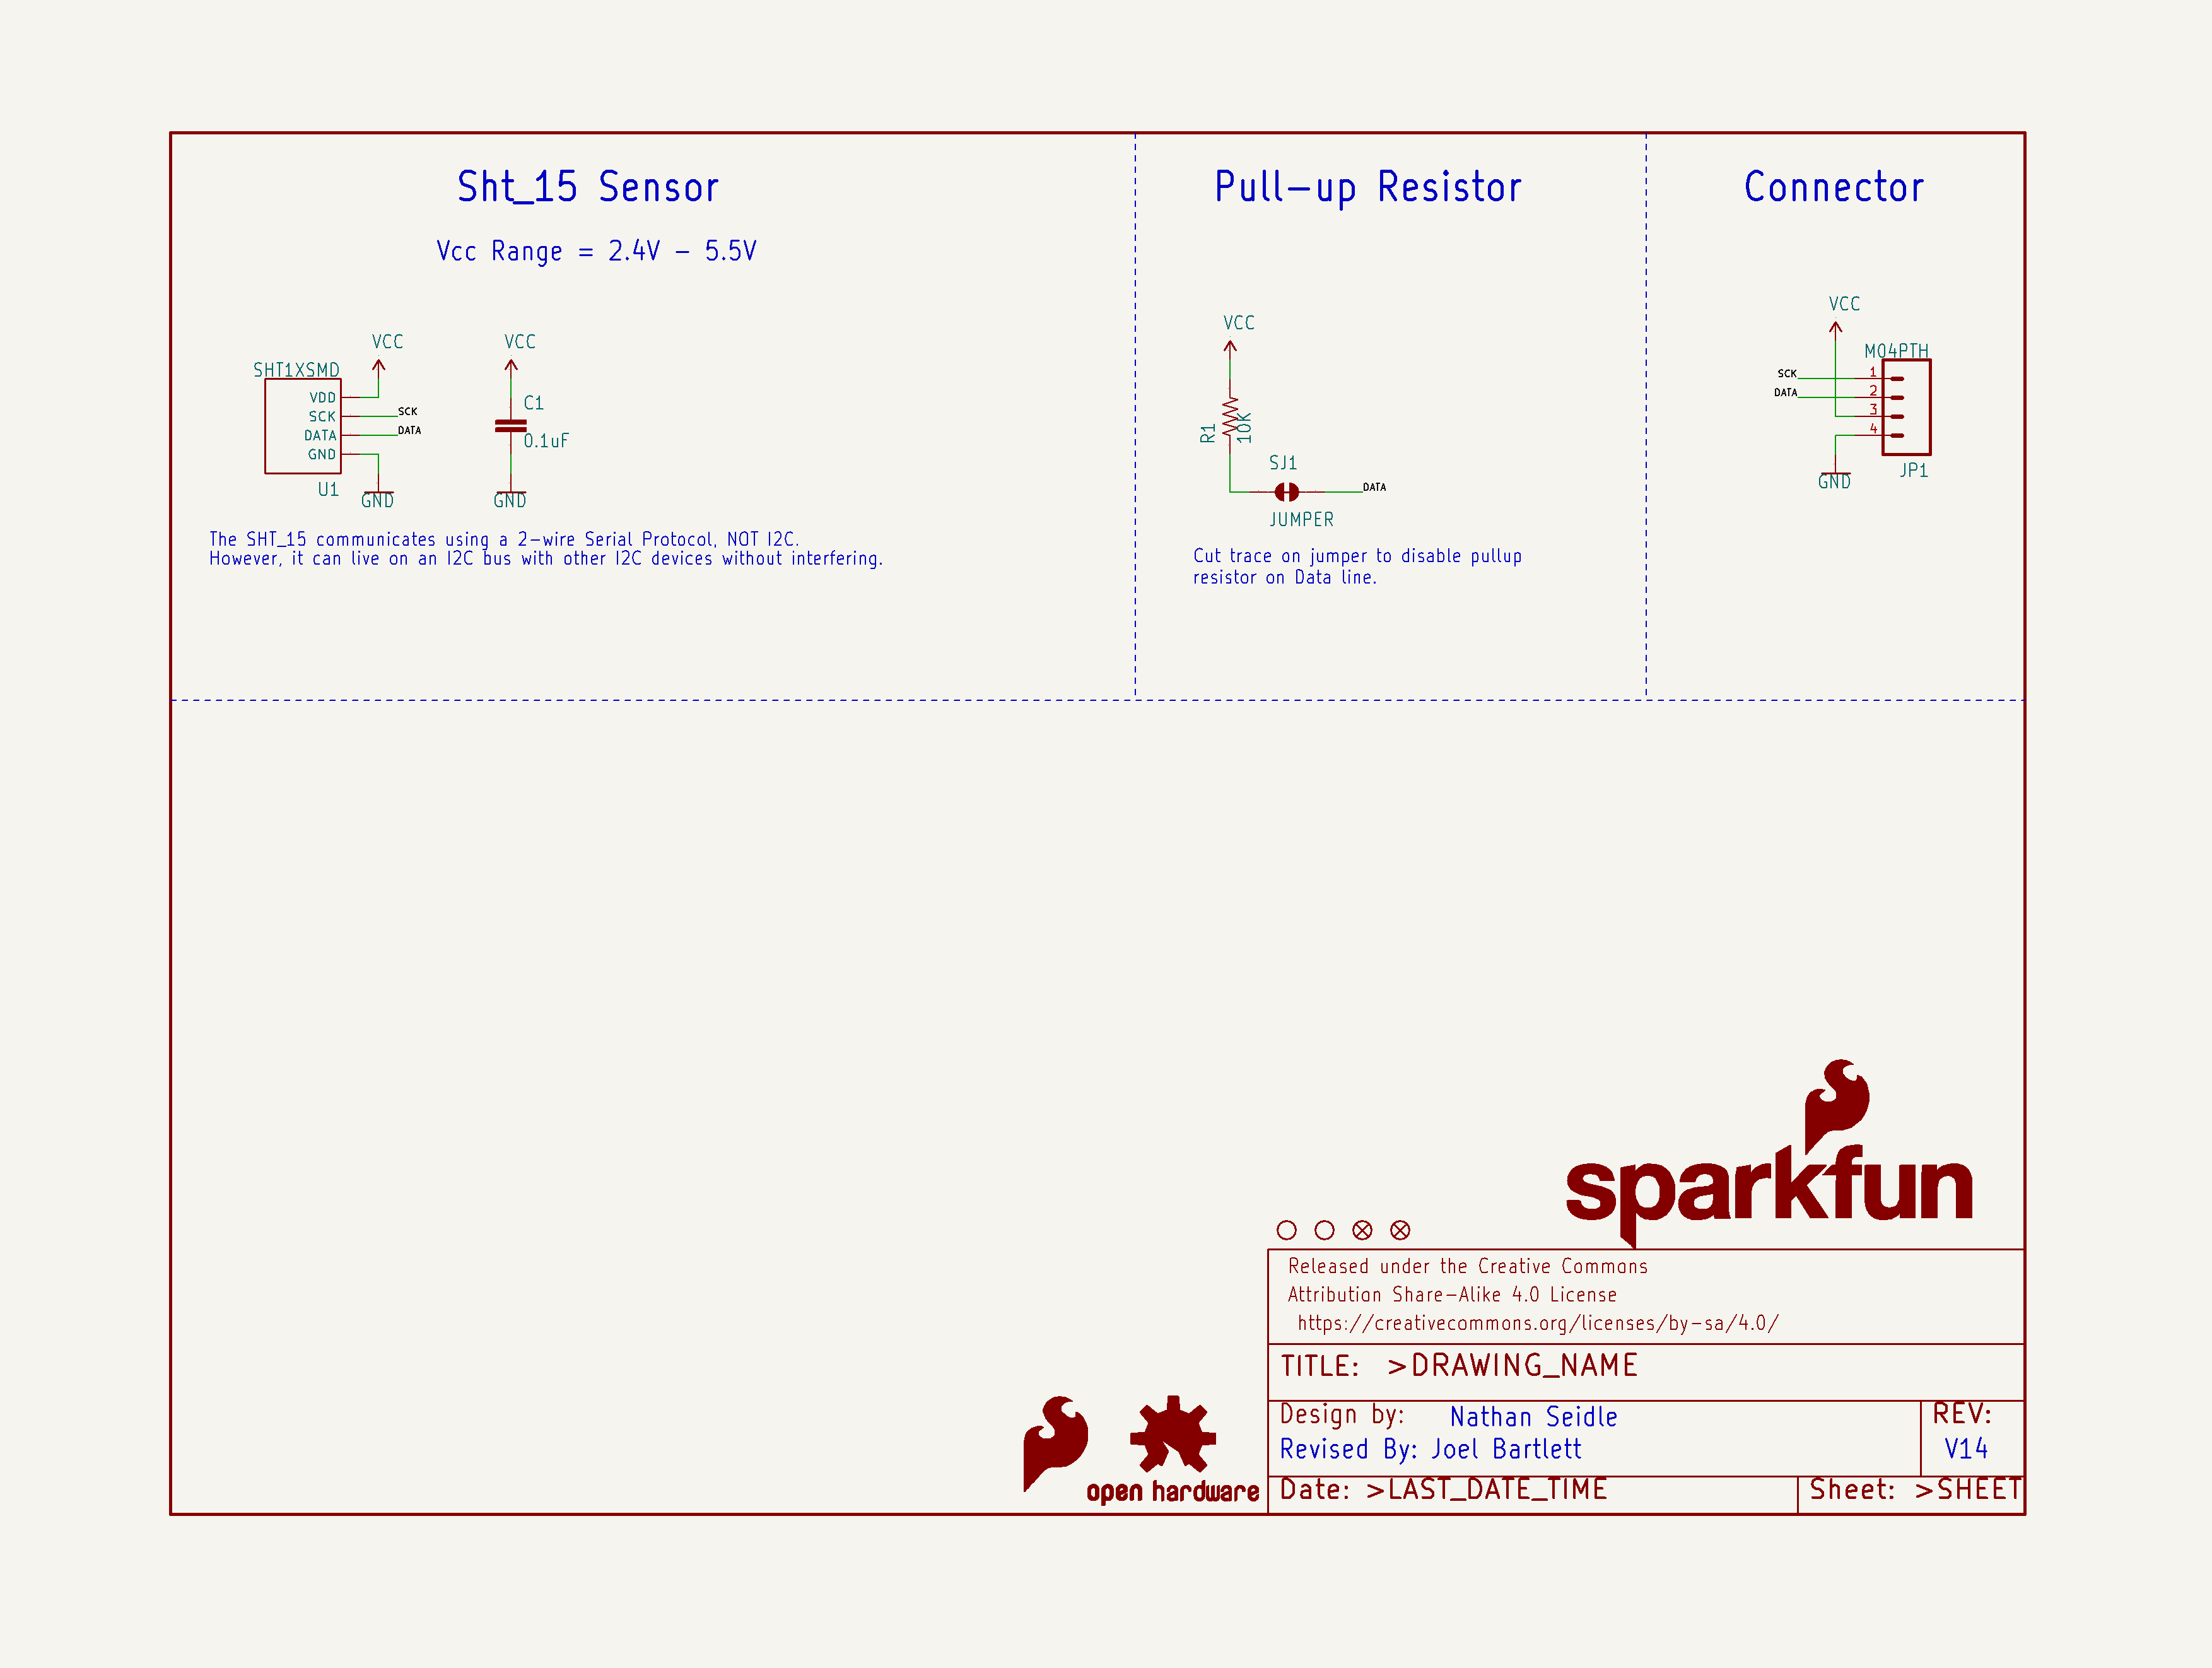 Sht_15 Sensor
Vcc Range = 2.4V - 5.5V
VCC
VCC
SHT1XSMD
VDD
SCK
DATA
GND
SCK
DATA
U1
GND
C1
0.1uF
GND
The SHT_15 communicates using a 2-wire Serial Protocol, NOT I2C.
However, it can live on an I2C bus with other I2C devices without interfering.
Pull-up Resistor
VCC
R1
10K
SJ1
DATA
JUMPER
Cut trace on jumper to disable pullup
resistor on Data line.
Connector
VCC
M04PTH
SCK
DATA
1
2
3
4
GND
JP1
sparkfun
Released under the Creative Commons
Attribution Share-Alike 4.0 License
https://creativecommons.org/licenses/by-sa/4.0/
TITLE: >DRAWING_NAME
Design by: Nathan Seidle
Revised By: Joel Bartlett
REV:
V14
Date: >LAST_DATE_TIME
Sheet: >SHEET
open hardware